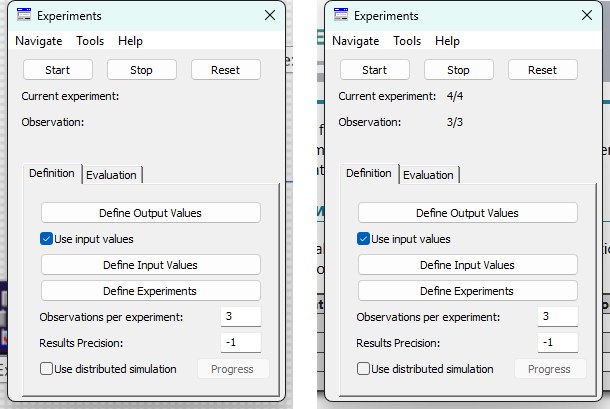 Experiments
Navigate Tools Help
Start Stop Reset
Current experiment:
Observation:
Definition Evaluation
Define Output Values
Use input values
Define Input Values
Define Experiments
Observations per experiment: 3
Results Precision: -1
Use distributed simulation Progress
Experiments
Navigate Tools Help
Start Stop Reset
Current experiment: 4/4
Observation: 3/3
Definition Evaluation
Define Output Values
Use input values
Define Input Values
Define Experiments
Observations per experiment: 3
Results Precision: -1
Use distributed simulation Progress